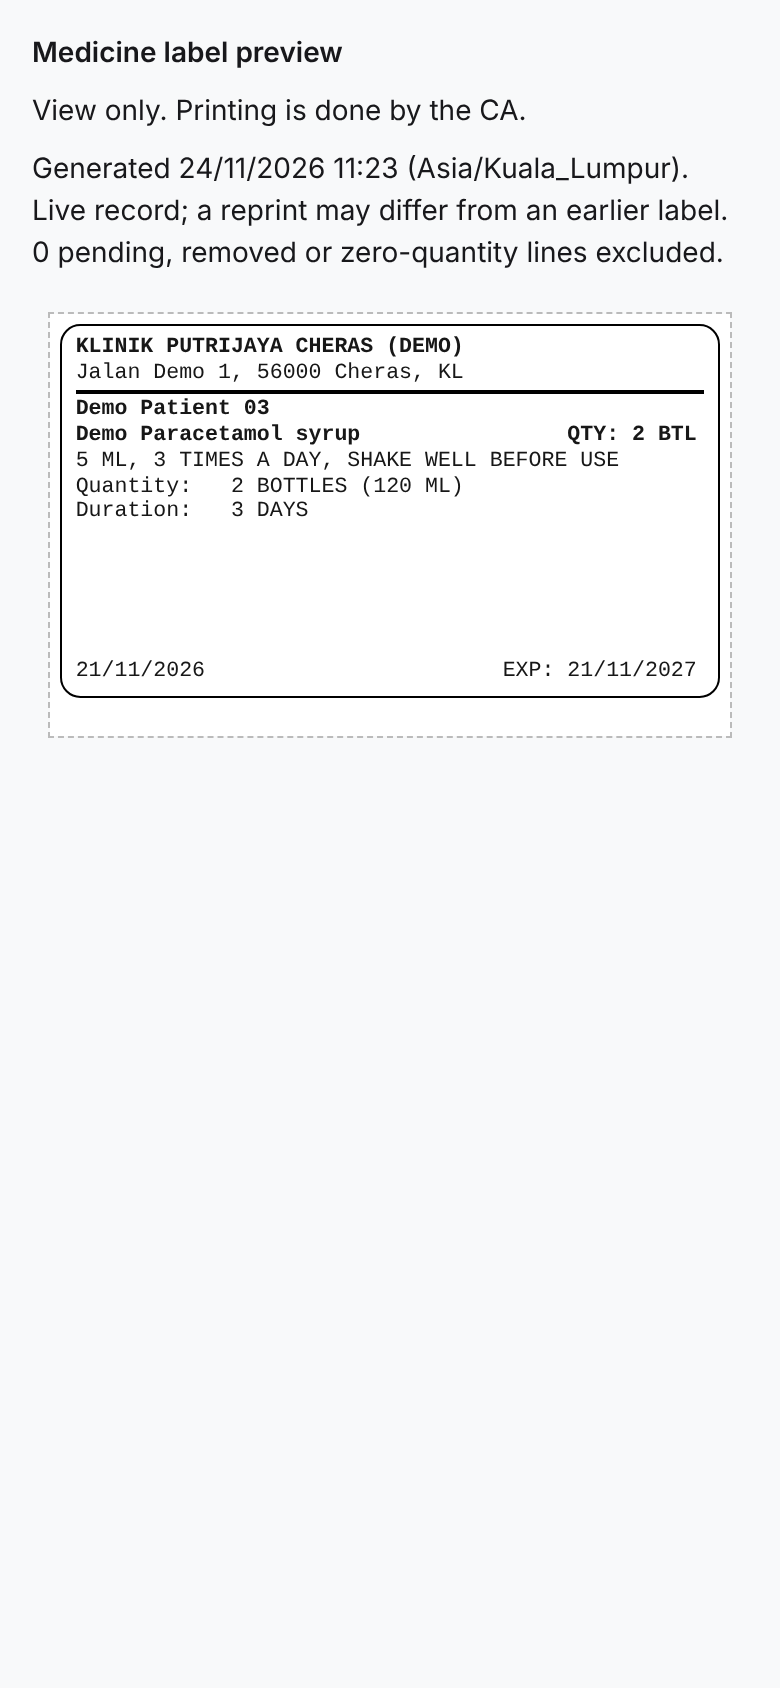 Medicine label preview
View only. Printing is done by the CA.
Generated 24/11/2026 11:23 (Asia/Kuala_Lumpur).
Live record; a reprint may differ from an earlier label.
0 pending, removed or zero-quantity lines excluded.
KLINIK PUTRIJAYA CHERAS (DEMO)
Jalan Demo 1, 56000 Cheras, KL
Demo Patient 03
Demo Paracetamol syrup QTY: 2 BTL
5 ML, 3 TIMES A DAY, SHAKE WELL BEFORE USE
Quantity: 2 BOTTLES (120 ML)
Duration: 3 DAYS
21/11/2026 EXP: 21/11/2027